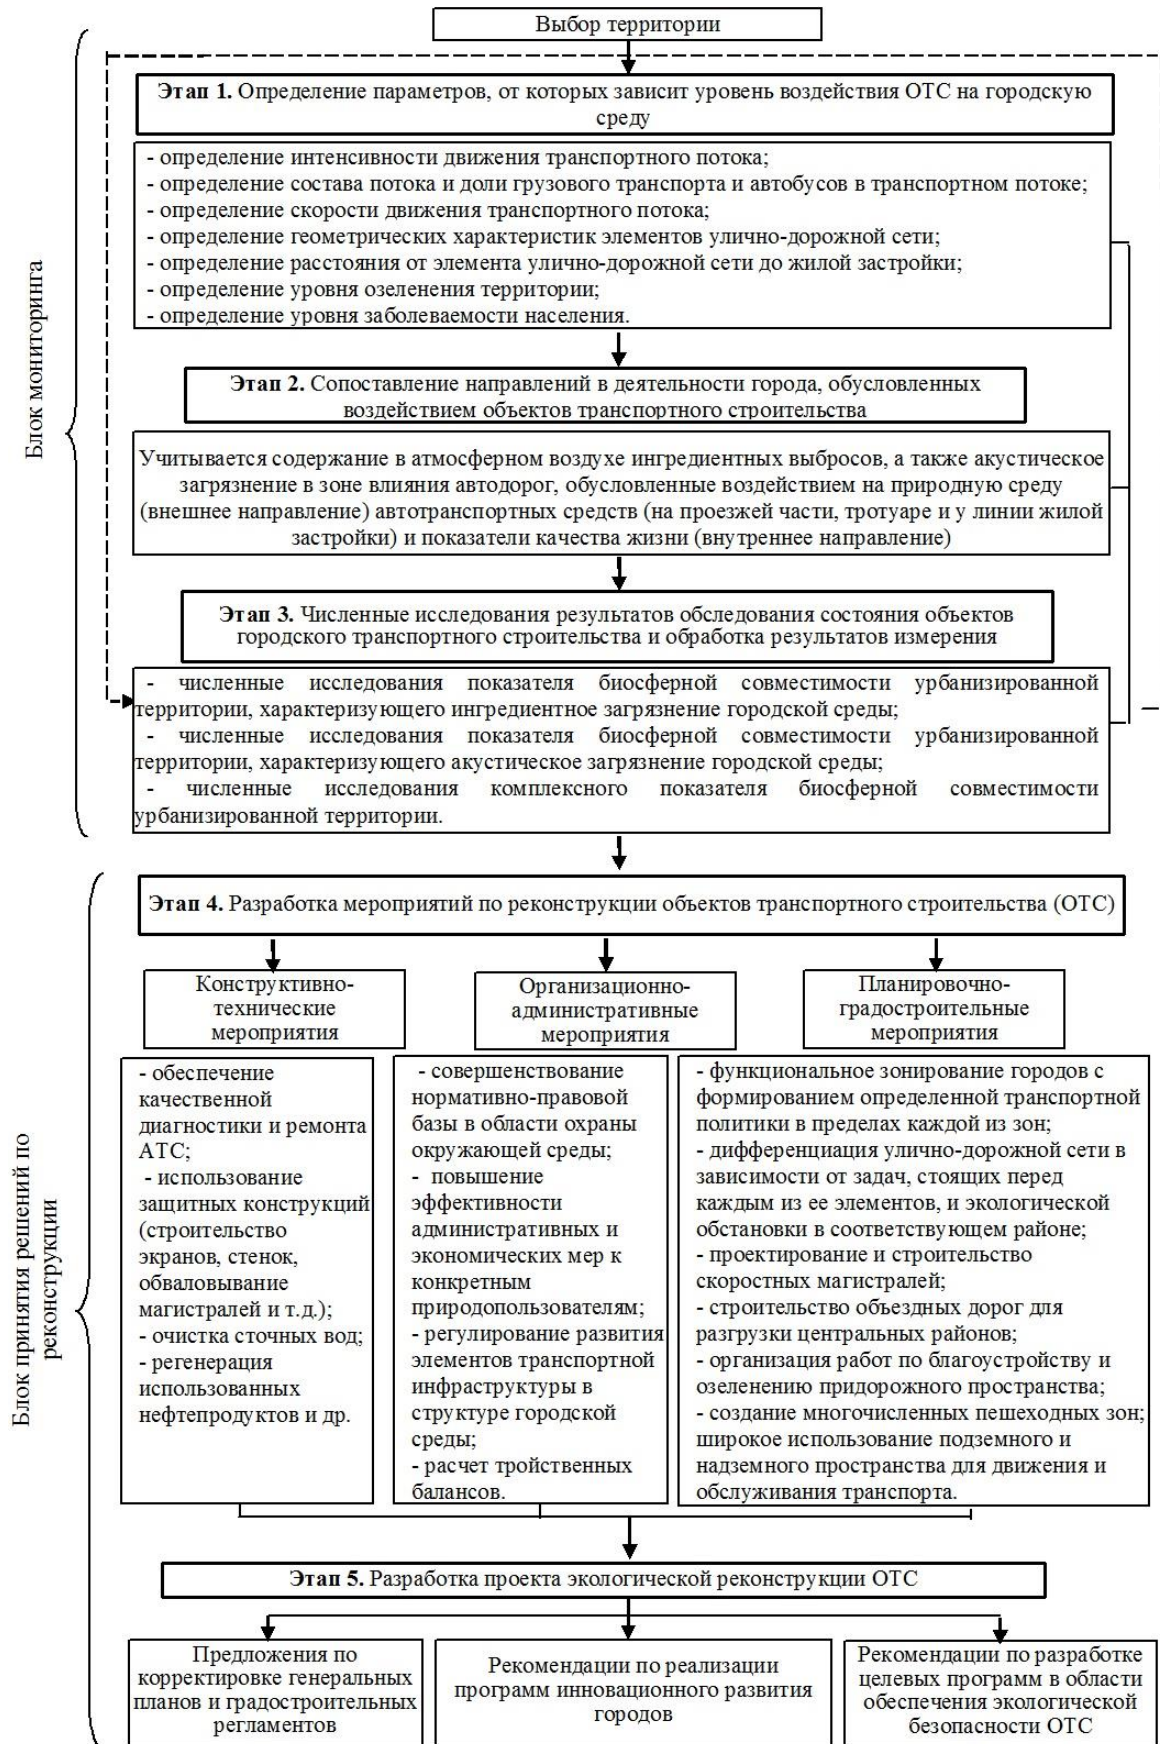 Выбор территории
Этап 1. Определение параметров, от которых зависит уровень воздействия ОТС на городскую
среду
- определение интенсивности движения транспортного потока;
- определение состава потока и доли грузового транспорта и автобусов в транспортном потоке;
- определение скорости движения транспортного потока;
- определение геометрических характеристик элементов улично-дорожной сети;
- определение расстояния от элемента улично-дорожной сети до жилой застройки;
- определение уровня озеленения территории;
- определение уровня заболеваемости населения.
Блок мониторинга
Этап 2. Сопоставление направлений в деятельности города, обусловленных
воздействием объектов транспортного строительства
Учитывается содержание в атмосферном воздухе ингредиентных выбросов, а также акустическое
загрязнение в зоне влияния автодорог, обусловленные воздействием на природную среду
(внешнее направление) автотранспортных средств (на проезжей части, тротуаре и у линии жилой
застройки) и показатели качества жизни (внутреннее направление)
Этап 3. Численные исследования результатов обследования состояния объектов
городского транспортного строительства и обработка результатов измерения
- численные исследования показателя биосферной совместимости урбанизированной
территории, характеризующего ингредиентное загрязнение городской среды;
- численные исследования показателя биосферной совместимости урбанизированной
территории, характеризующего акустическое загрязнение городской среды;
- численные исследования комплексного показателя биосферной совместимости
урбанизированной территории.
Этап 4. Разработка мероприятий по реконструкции объектов транспортного строительства (ОТС)
Конструктивно-
технические
мероприятия
Организационно-
административные
мероприятия
Планировочно-
градостроительные
мероприятия
- обеспечение
качественной
диагностики и ремонта
АТС;
- использование
защитных конструкций
(строительство
экранов, стенок,
обваловывание
магистралей и т.д.);
- очистка сточных вод;
- регенерация
использованных
нефтепродуктов и др.
- совершенствование
нормативно-правовой
базы в области охраны
окружающей среды;
- повышение
эффективности
административных и
экономических мер к
конкретным
природопользователям;
- регулирование развития
элементов транспортной
инфраструктуры в
структуре городской
среды;
- расчет тройственных
балансов.
- функциональное зонирование городов с
формированием определенной транспортной
политики в пределах каждой из зон;
- дифференциация улично-дорожной сети в
зависимости от задач, стоящих перед
каждым из ее элементов, и экологической
обстановки в соответствующем районе;
- проектирование и строительство
скоростных магистралей;
- строительство объездных дорог для
разгрузки центральных районов;
- организация работ по благоустройству и
озеленению придорожного пространства;
- создание многочисленных пешеходных зон;
широкое использование подземного и
надземного пространства для движения и
обслуживания транспорта.
Блок принятия решений по
реконструкции
Этап 5. Разработка проекта экологической реконструкции ОТС
Предложения по
корректировке генеральных
планов и градостроительных
регламентов
Рекомендации по реализации
программ инновационного развития
городов
Рекомендации по разработке
целевых программ в области
обеспечения экологической
безопасности ОТС